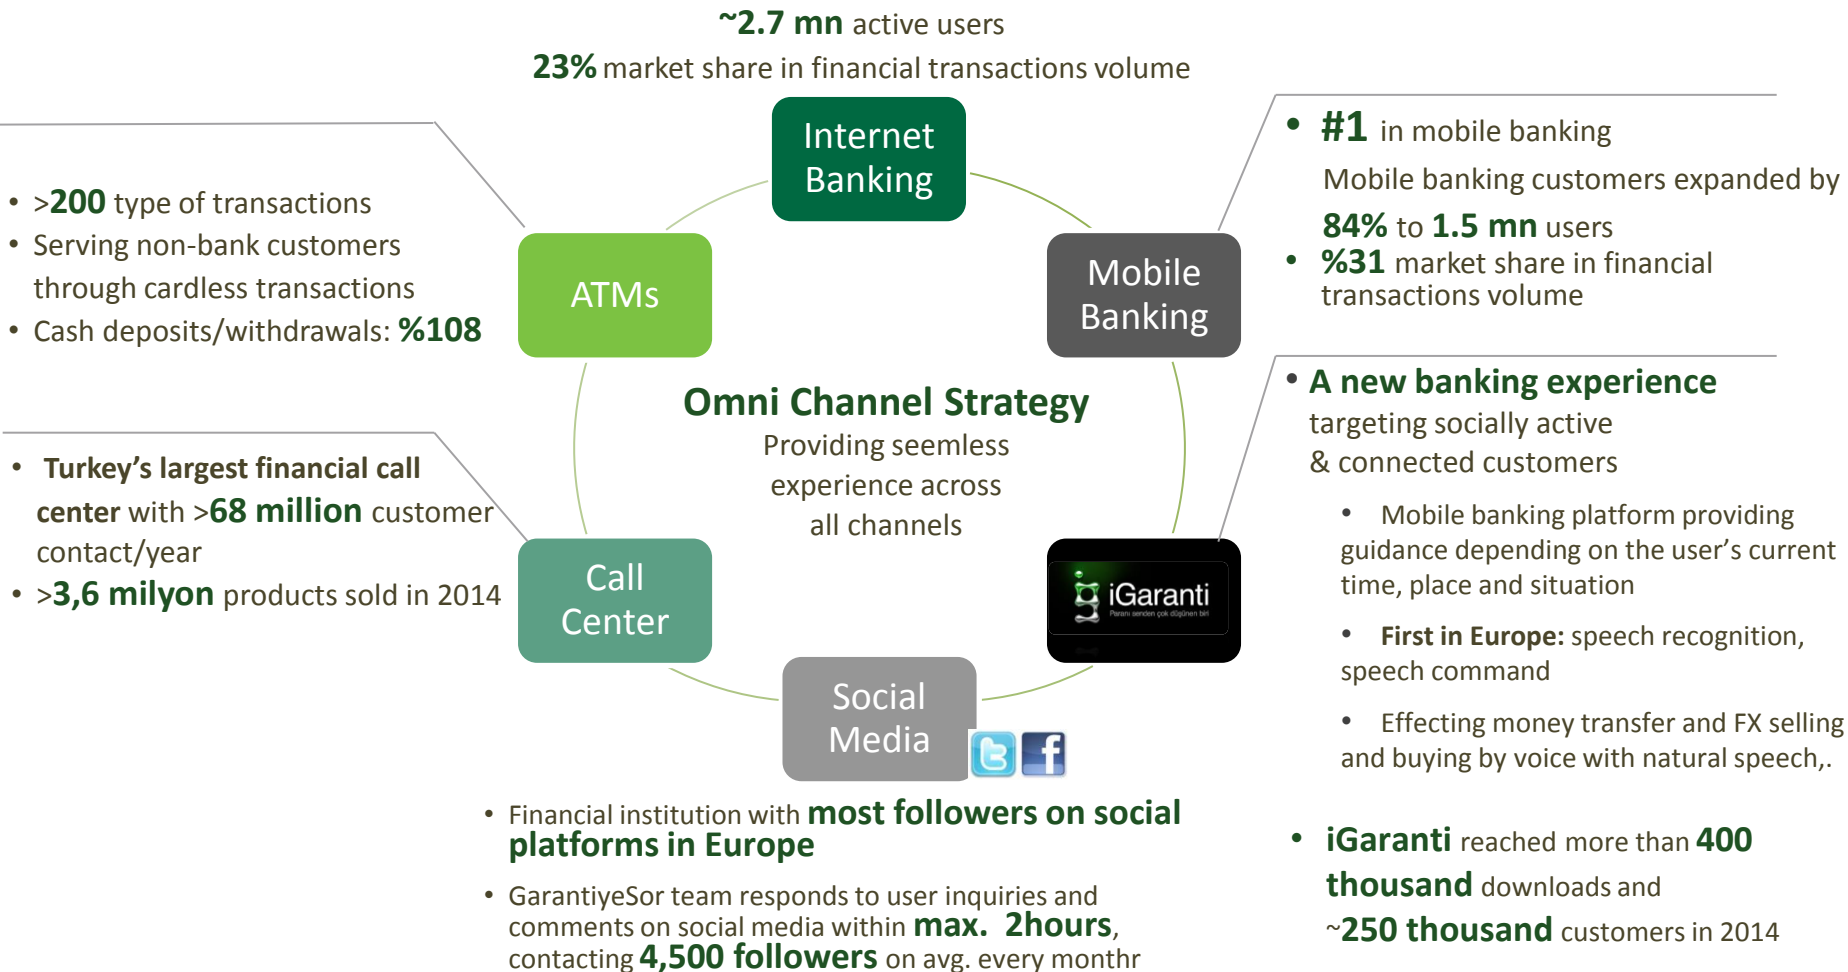 ~2.7 mn active users
23% market share in financial transactions volume
Internet
Banking
• >200 type of transactions
• Serving non-bank customers
through cardless transactions
• Cash deposits/withdrawals: %108
ATMs
Mobile
Banking
• #1 in mobile banking
Mobile banking customers expanded by
84% to 1.5 mn users
• %31 market share in financial
transactions volume
Omni Channel Strategy
Providing seemless
experience across
all channels
• Turkey's largest financial call
center with >68 million customer
contact/year
• >3,6 milyon products sold in 2014
Call
Center
iGaranti
Paranı senden çok düşünen biri
• A new banking experience
targeting socially active
& connected customers
• Mobile banking platform providing
guidance depending on the user's current
time, place and situation
• First in Europe: speech recognition,
speech command
• Effecting money transfer and FX selling
and buying by voice with natural speech,.
• iGaranti reached more than 400
thousand downloads and
~250 thousand customers in 2014
Social
Media
• Financial institution with most followers on social
platforms in Europe
• GarantiyeSor team responds to user inquiries and
comments on social media within max. 2hours,
contacting 4,500 followers on avg. every monthr